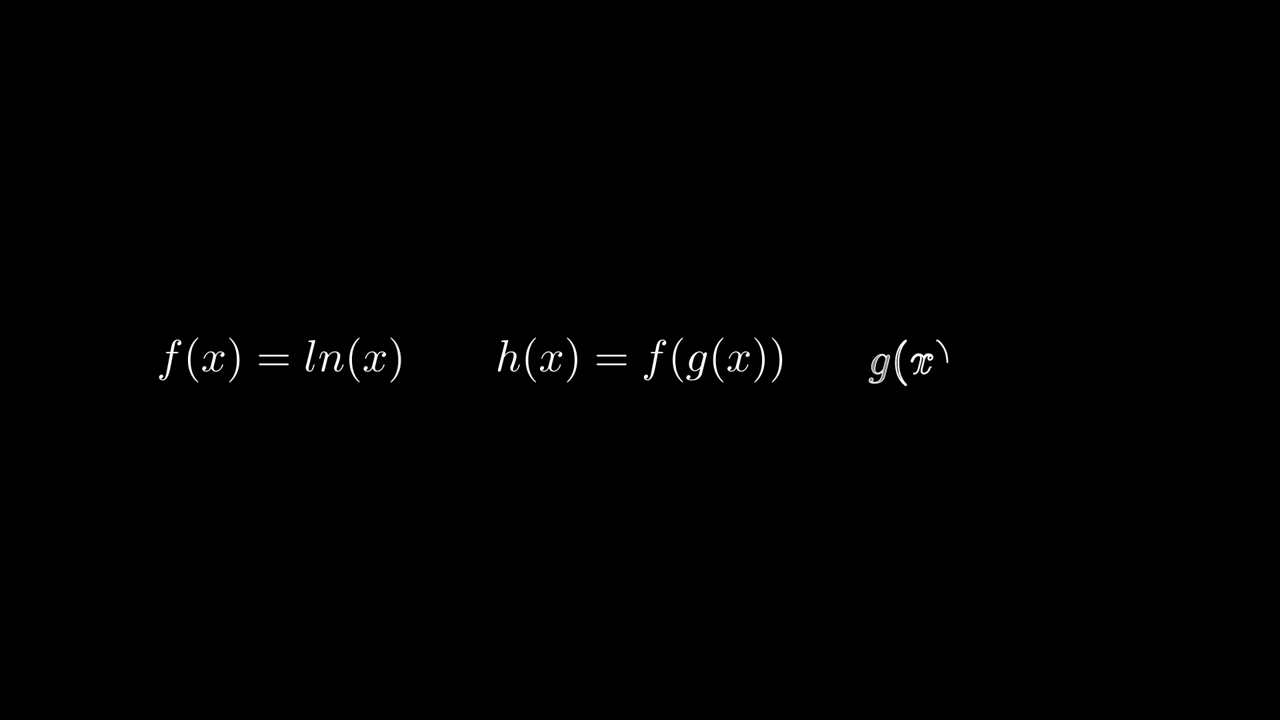 f(x) = ln(x) h(x) = f(g(x)) g(x)